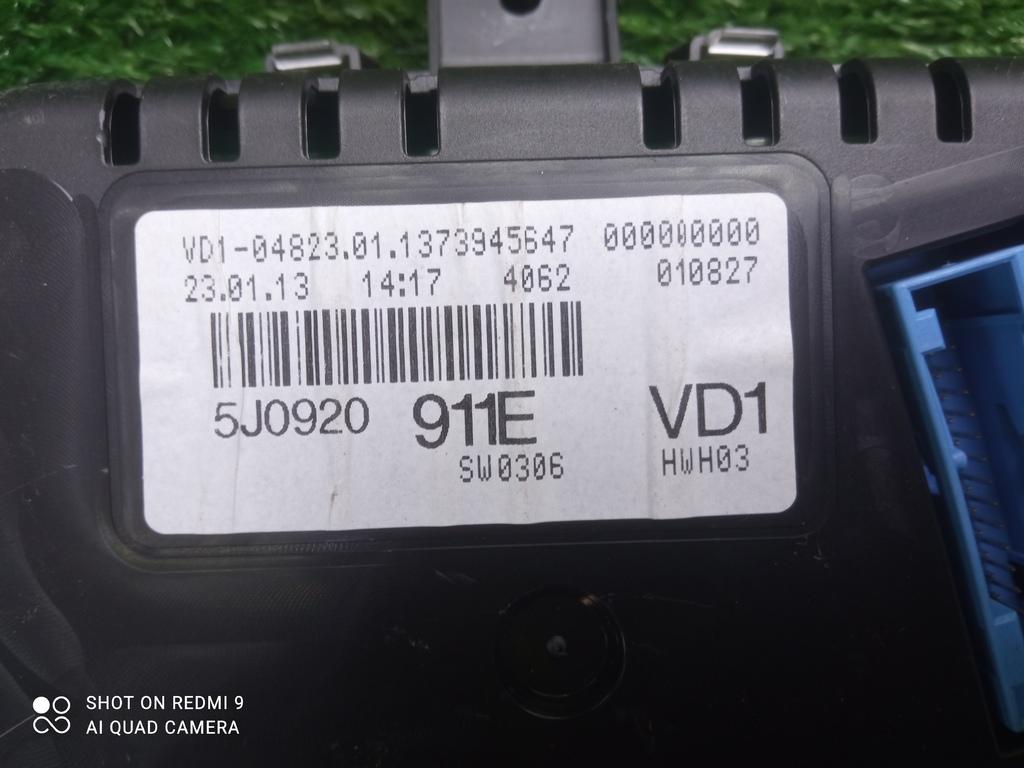 VD1-04823.01.1373945647 000000000
23.01.13 14:17 4062 010827
5J0920 911E VD1
SW0306 HWH03
SHOT ON REDMI 9
AI QUAD CAMERA